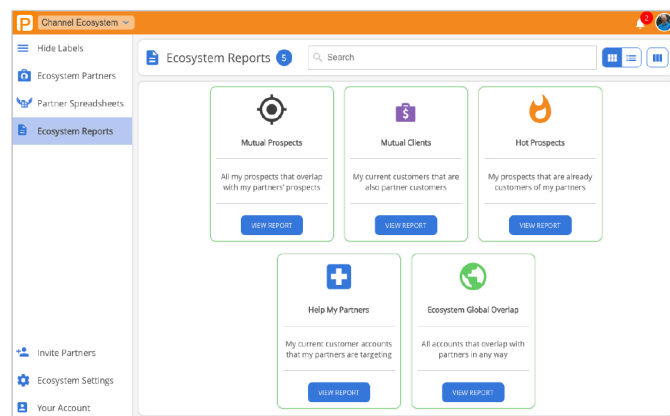 P
Channel Ecosystem
2
Hide Labels
Ecosystem Partners
Partner Spreadsheets
Ecosystem Reports
Invite Partners
Ecosystem Settings
Your Account
Ecosystem Reports 5
Search
Mutual Prospects
All my prospects that overlap
with my partners' prospects
VIEW REPORT
Mutual Clients
My current customers that are
also partner customers
VIEW REPORT
Hot Prospects
My prospects that are already
customers of my partners
VIEW REPORT
Help My Partners
My current customer accounts
that my partners are targeting
VIEW REPORT
Ecosystem Global Overlap
All accounts that overlap with
partners in any way
VIEW REPORT